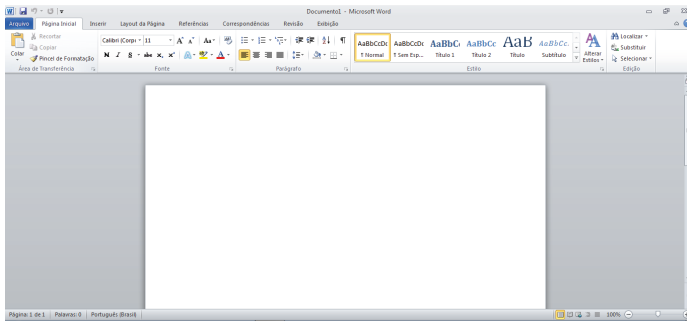 Documento1 - Microsoft Word
Arquivo Página Inicial Inserir Layout da Página Referências Correspondências Revisão Exibição
Colar
Recortar
Copiar
Pincel de Formatação
Área de Transferência
Calibri (Corpo 11
N I S abc x, x² A
Fonte
Parágrafo
AaBbCcDc AaBbCcDc AaBbC AaBbCc AaB AaBbCc.
¶ Normal ¶ Sem Esp... Título 1 Título 2 Título Subtítulo
Alterar Estilos
Estilo
Localizar
Substituir
Selecionar
Edição
Página: 1 de 1 Palavras: 0 Português (Brasil) 100%